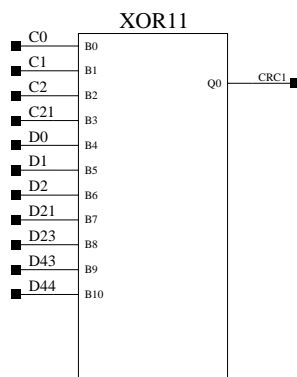 XOR11
C0 B0
C1 B1 Q0 CRC1
C2 B2
C21 B3
D0 B4
D1 B5
D2 B6
D21 B7
D23 B8
D43 B9
D44 B10